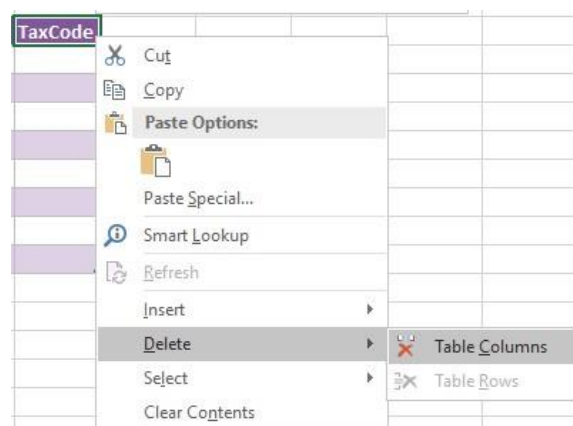 TaxCode
Cut
Copy
Paste Options:
Paste Special...
Smart Lookup
Refresh
Insert
Delete
Table Columns
Select
Table Rows
Clear Contents